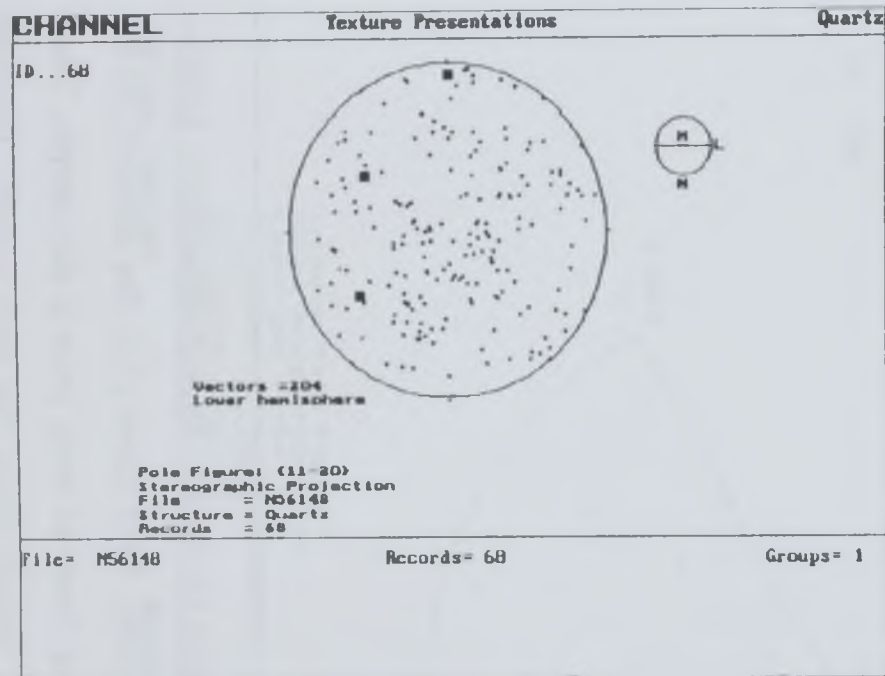 CHANNEL Texture Presentations Quartz
ID...68
M
L
N
Vectors =204
Lower hemisphere
Pole Figure: (11-20)
Stereographic Projection
File = N56148
Structure = Quartz
Records = 68
File= M56148 Records= 68 Groups= 1